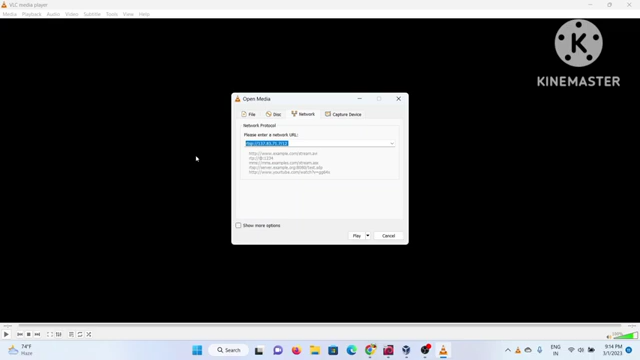 VLC media player
Media Playback Audio Video Subtitle Tools View Help
KINEMASTER
Open Media
File Disc Network Capture Device
Network Protocol
Please enter a network URL:
http://www.example.com/stream.avi
rtp://@:1234
mms://mms.examples.com/stream.asx
rtsp://server.example.org:8080/test.sdp
http://www.yourtube.com/watch?v=gg64x
Show more options
Play Cancel
100%
74°F
Haze
Search
ENG
IN
9:14 PM
3/1/2023